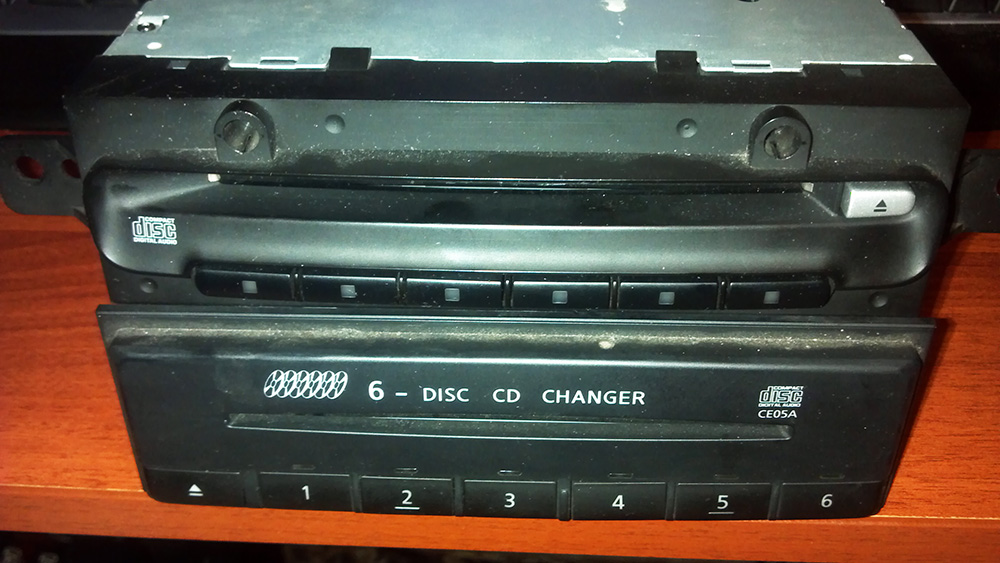 COMPACT
disc
DIGITAL AUDIO
6 - DISC CD CHANGER
COMPACT
disc
DIGITAL AUDIO
CE05A
1 2 3 4 5 6